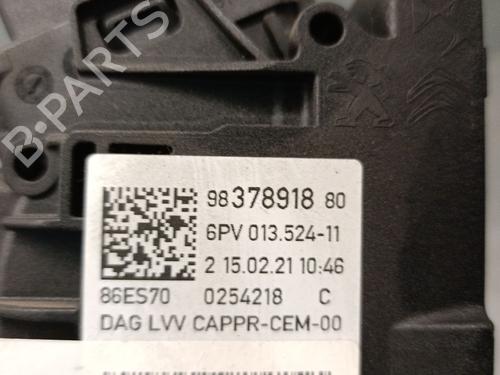 B-PARTS
98 378918 80
6PV 013.524-11
2 15.02.21 10:46
86ES70 0254218 C
DAG LVV CAPPR-CEM-00